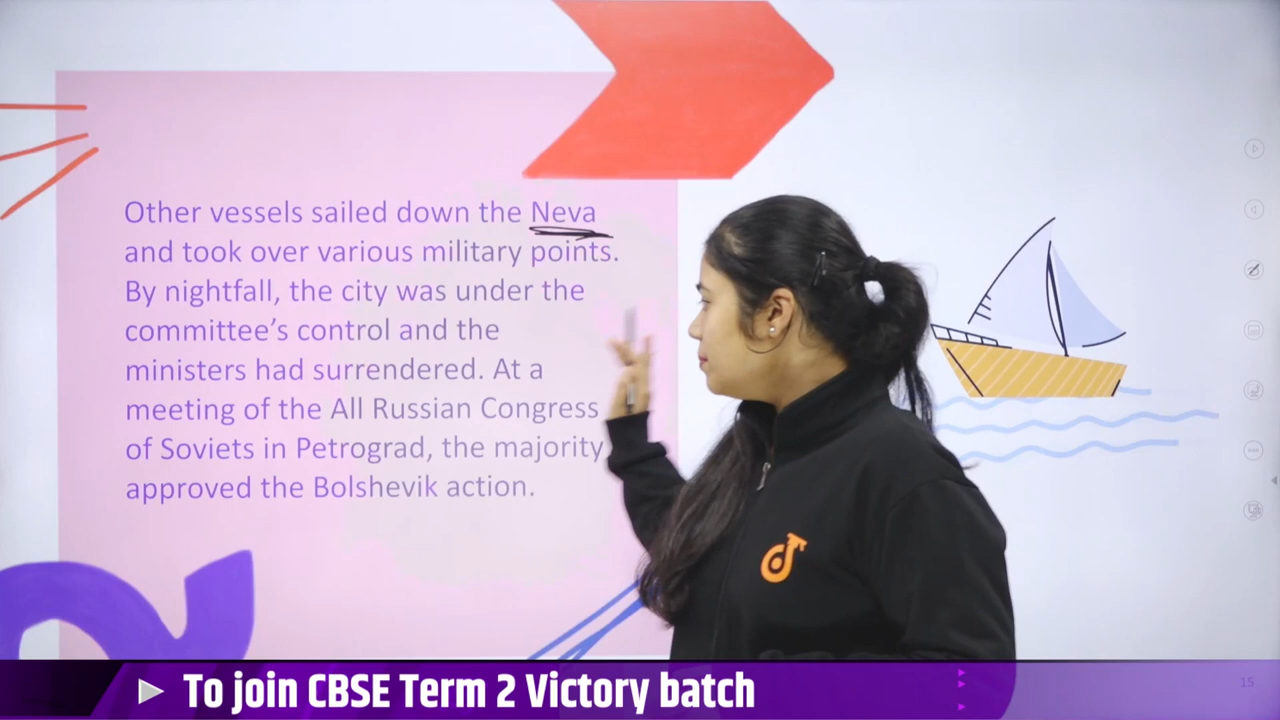 Other vessels sailed down the Neva
and took over various military points.
By nightfall, the city was under the
committee’s control and the
ministers had surrendered. At a
meeting of the All Russian Congress
of Soviets in Petrograd, the majority
approved the Bolshevik action.
To join CBSE Term 2 Victory batch
15